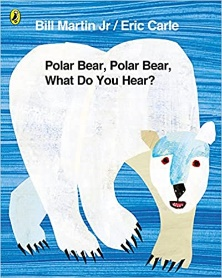 Bill Martin Jr / Eric Carle
Polar Bear, Polar Bear,
What Do You Hear?